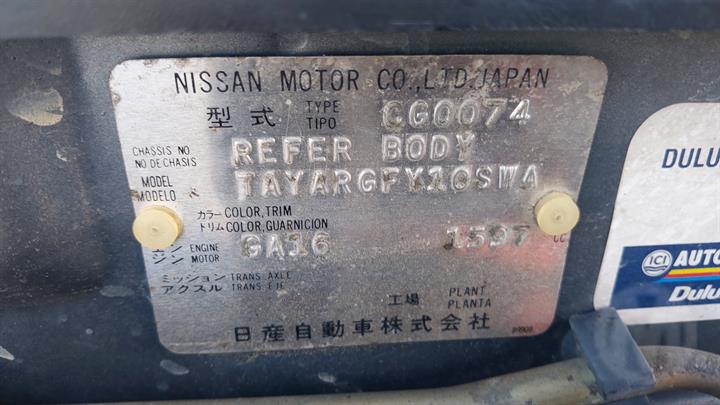 NISSAN MOTOR CO.,LTD.JAPAN
型式 TYPE TIPO CG0074
CHASSIS NO
NO DE CHASIS REFER BODY
MODEL
MODELO TAYARGFY10SWA
カラー COLOR,TRIM
トリム COLOR,GUARNICION
エンジン ENGINE MOTOR GA16 1597 CC
ミッション TRANS. AXLE
アクスル TRANS. EJE
工場 PLANT PLANTA
日産自動車株式会社
DULU
ICI AUTO
Dulu